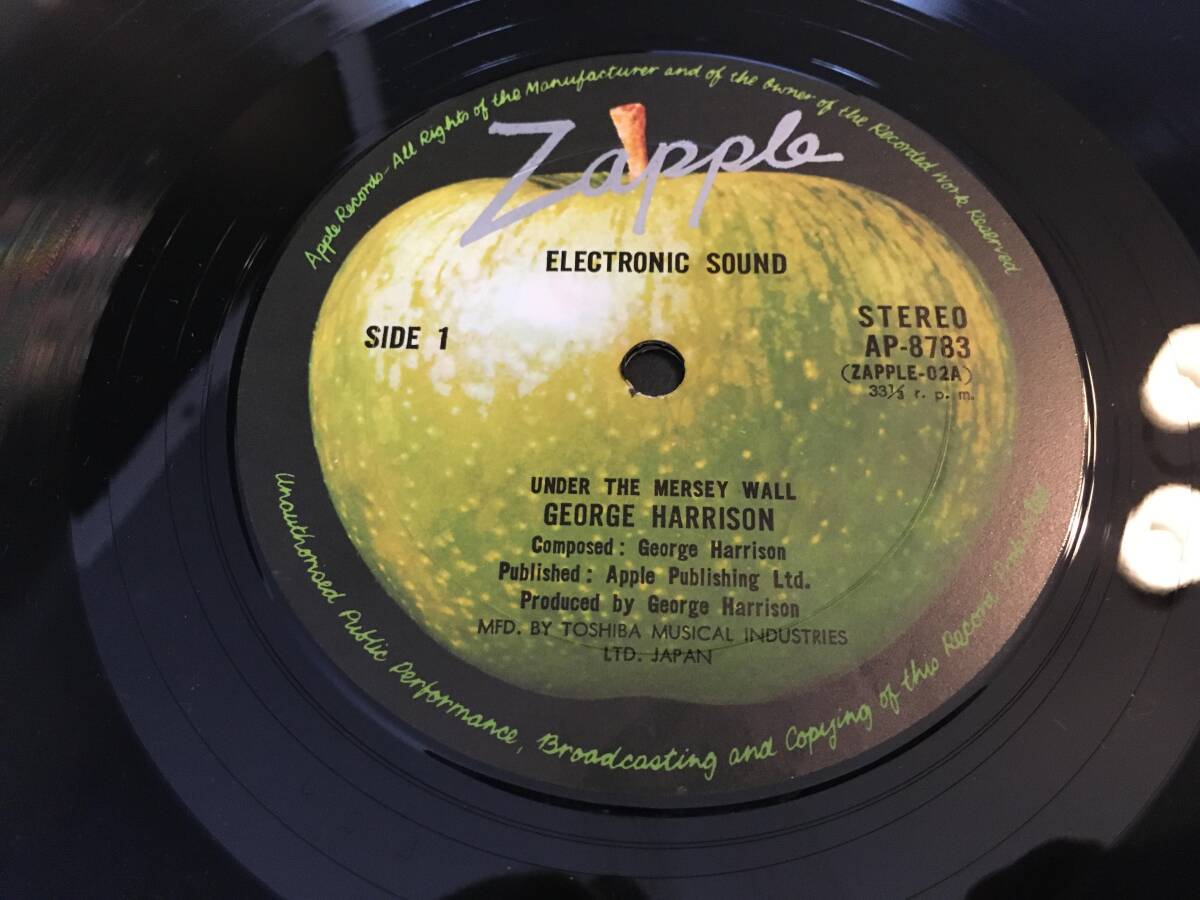 Apple Records - All Rights of the Manufacturer and of the Owner of the Recorded Work Reserved
Zapple
ELECTRONIC SOUND
SIDE 1
STEREO
AP-8783
(ZAPPLE-02A)
33⅓ r. p. m.
UNDER THE MERSEY WALL
GEORGE HARRISON
Composed : George Harrison
Published : Apple Publishing Ltd.
Produced by George Harrison
MFD. BY TOSHIBA MUSICAL INDUSTRIES
LTD. JAPAN
Unauthorised Public Performance, Broadcasting and Copying of this Record Prohibited